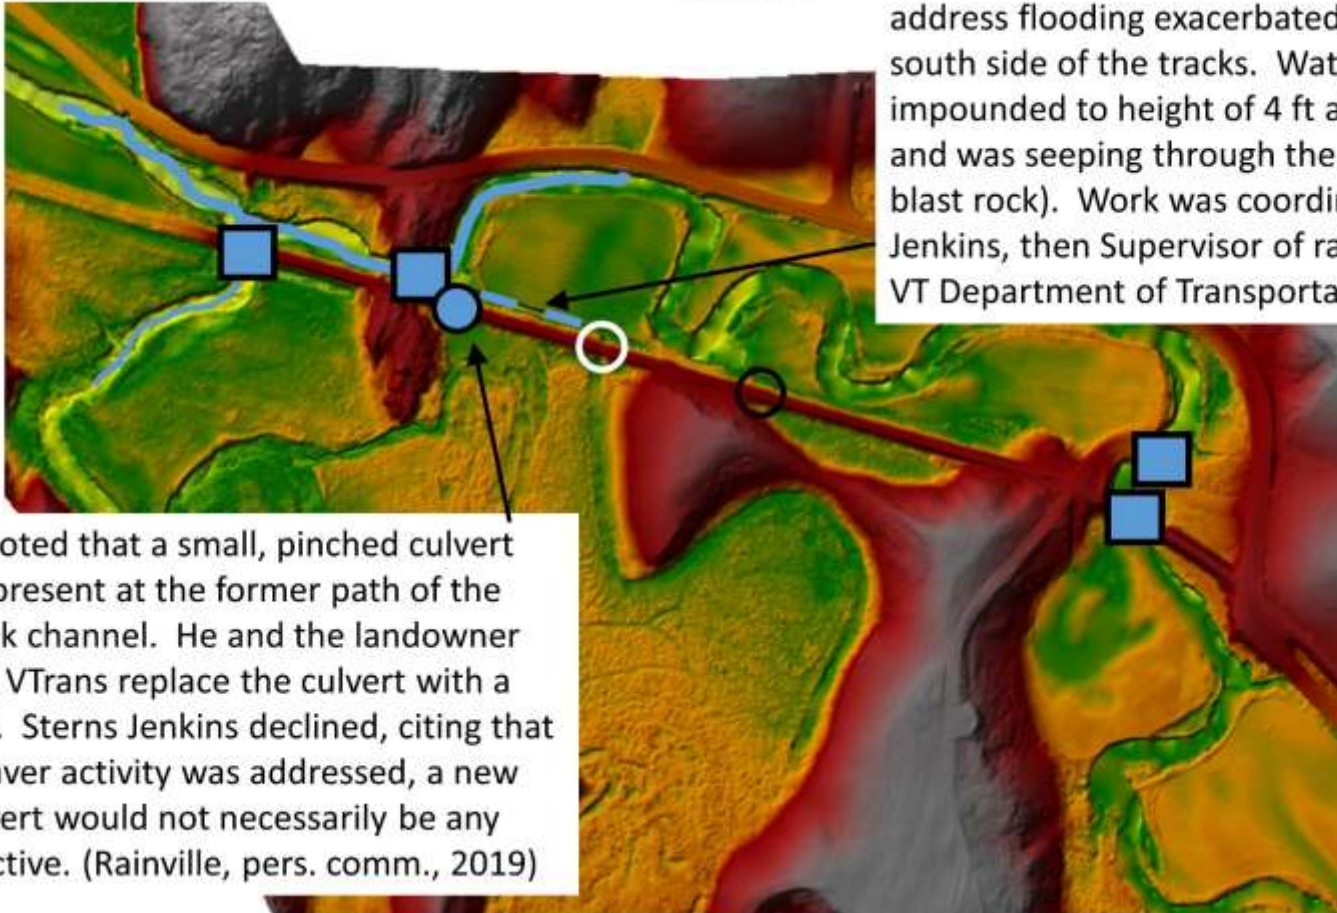 address flooding exacerbated
south side of the tracks. Wat
impounded to height of 4 ft a
and was seeping through the
blast rock). Work was coordi
Jenkins, then Supervisor of ra
VT Department of Transporta
oted that a small, pinched culvert
present at the former path of the
k channel. He and the landowner
VTrans replace the culvert with a
. Sterns Jenkins declined, citing that
ver activity was addressed, a new
ert would not necessarily be any
ctive. (Rainville, pers. comm., 2019)